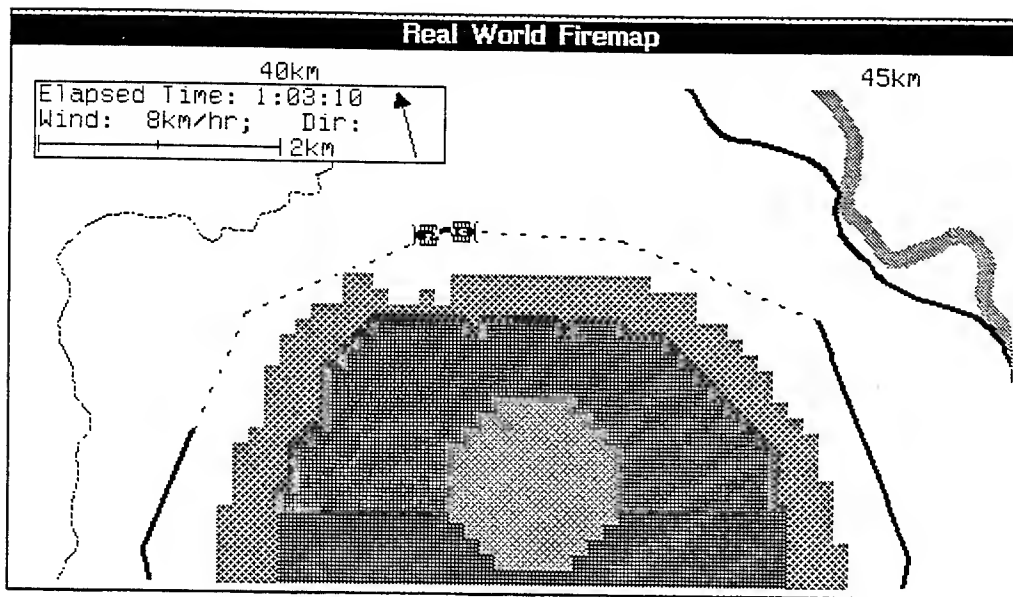 Real World Firemap
40km
45km
Elapsed Time: 1:03:10
Wind: 8km/hr; Dir:
2km